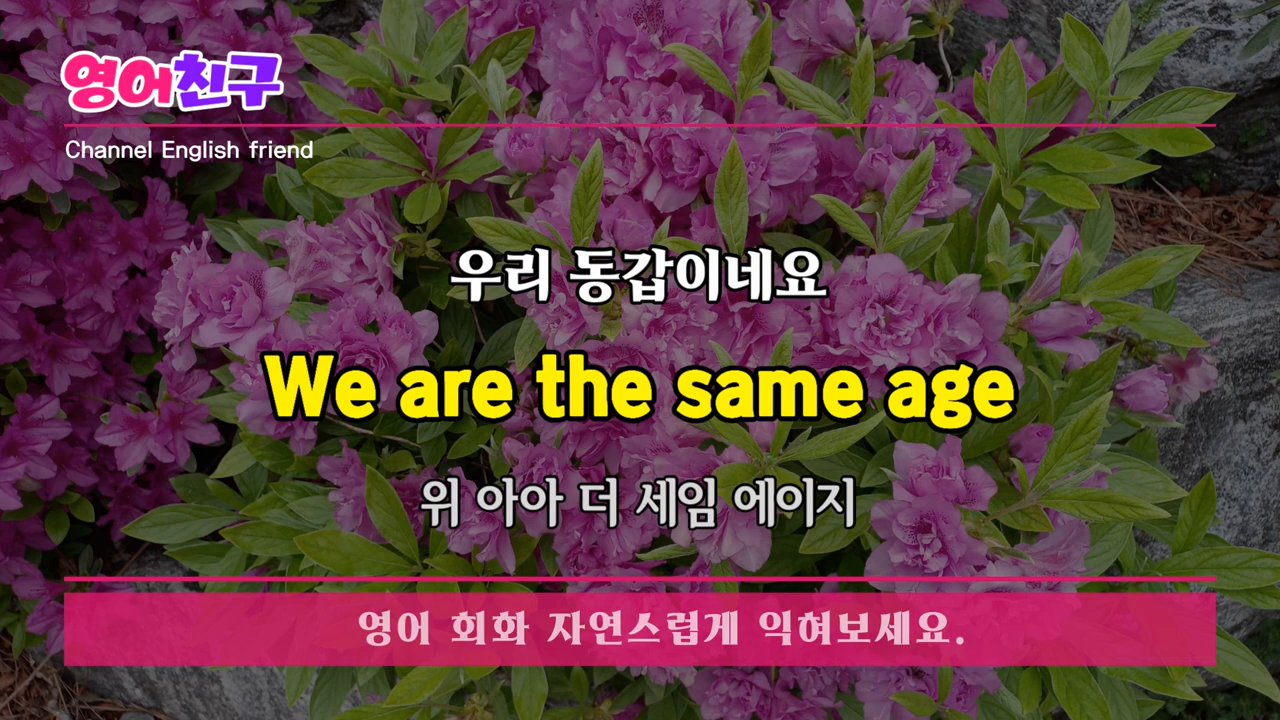 영어친구
Channel English friend
우리 동갑이네요
We are the same age
위 아아 더 세임 에이지
영어 회화 자연스럽게 익혀보세요.